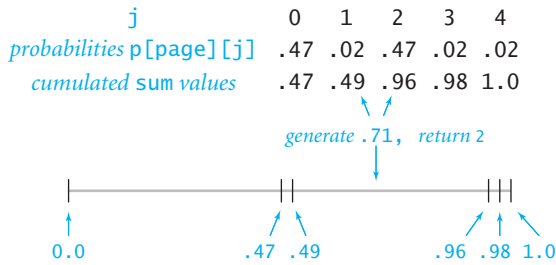 j 0 1 2 3 4
probabilities p[page][j] .47 .02 .47 .02 .02
cumulated sum values .47 .49 .96 .98 1.0
generate .71, return 2
0.0 .47 .49 .96 .98 1.0